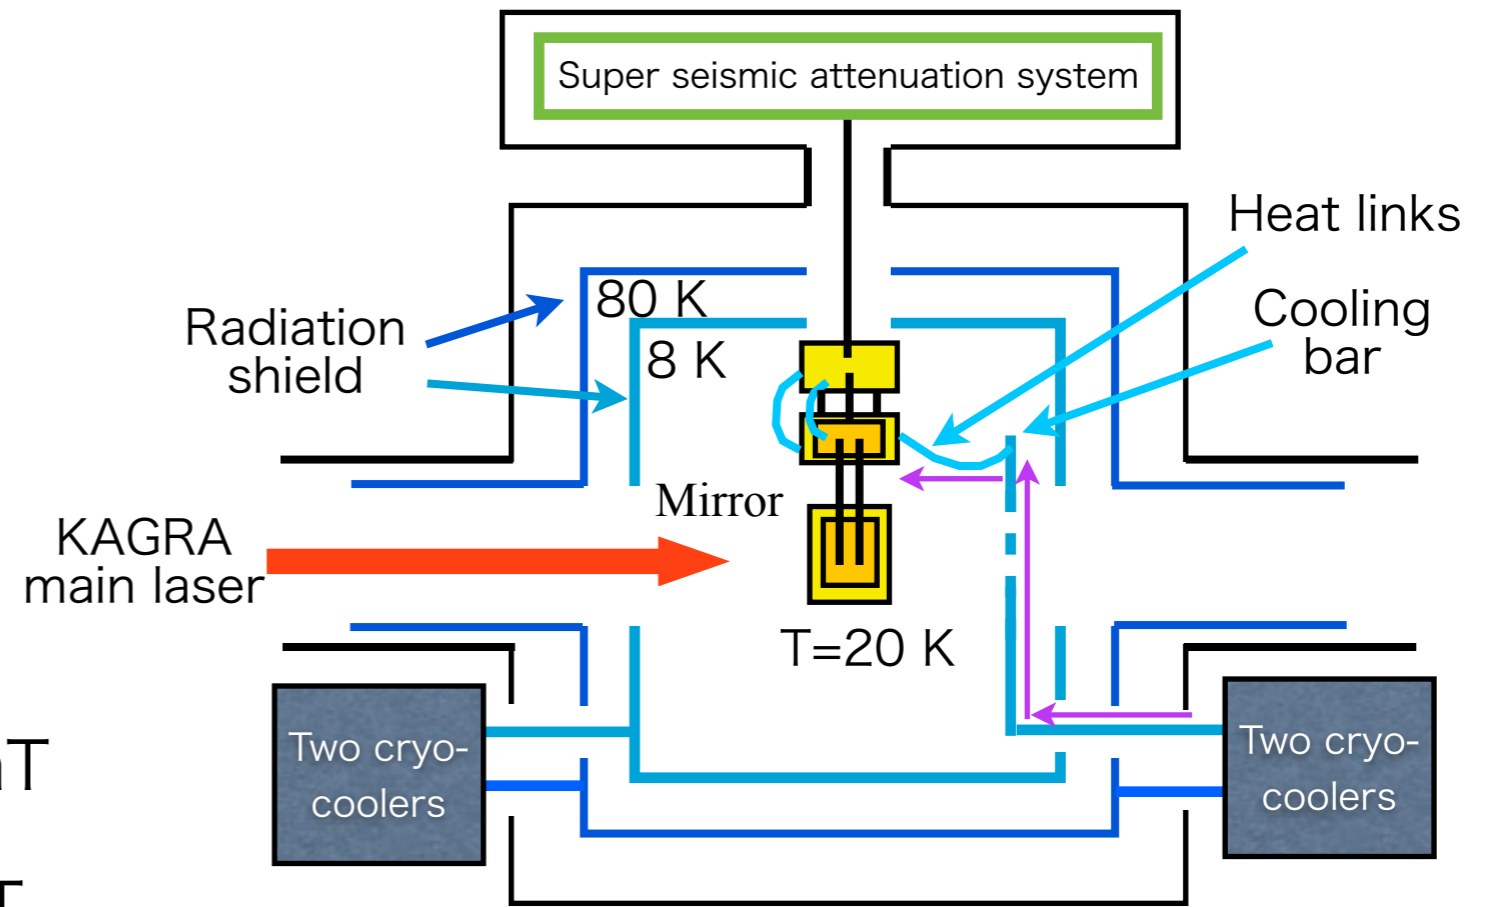 Super seismic attenuation system
Heat links
Cooling
bar
80 K
8 K
Radiation
shield
Mirror
KAGRA
main laser
T=20 K
Two cryo-
coolers
Two cryo-
coolers